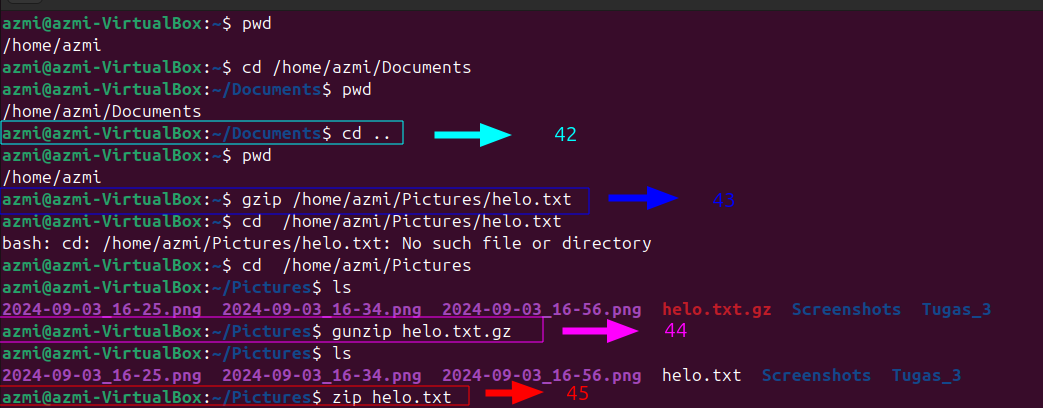 azmi@azmi-VirtualBox:~$ pwd
/home/azmi
azmi@azmi-VirtualBox:~$ cd /home/azmi/Documents
azmi@azmi-VirtualBox:~/Documents$ pwd
/home/azmi/Documents
azmi@azmi-VirtualBox:~/Documents$ cd .. 42
azmi@azmi-VirtualBox:~$ pwd
/home/azmi
azmi@azmi-VirtualBox:~$ gzip /home/azmi/Pictures/helo.txt 43
azmi@azmi-VirtualBox:~$ cd  /home/azmi/Pictures/helo.txt
bash: cd: /home/azmi/Pictures/helo.txt: No such file or directory
azmi@azmi-VirtualBox:~$ cd  /home/azmi/Pictures
azmi@azmi-VirtualBox:~/Pictures$ ls
2024-09-03_16-25.png  2024-09-03_16-34.png  2024-09-03_16-56.png  helo.txt.gz  Screenshots  Tugas_3
azmi@azmi-VirtualBox:~/Pictures$ gunzip helo.txt.gz 44
azmi@azmi-VirtualBox:~/Pictures$ ls
2024-09-03_16-25.png  2024-09-03_16-34.png  2024-09-03_16-56.png  helo.txt  Screenshots  Tugas_3
azmi@azmi-VirtualBox:~/Pictures$ zip helo.txt 45